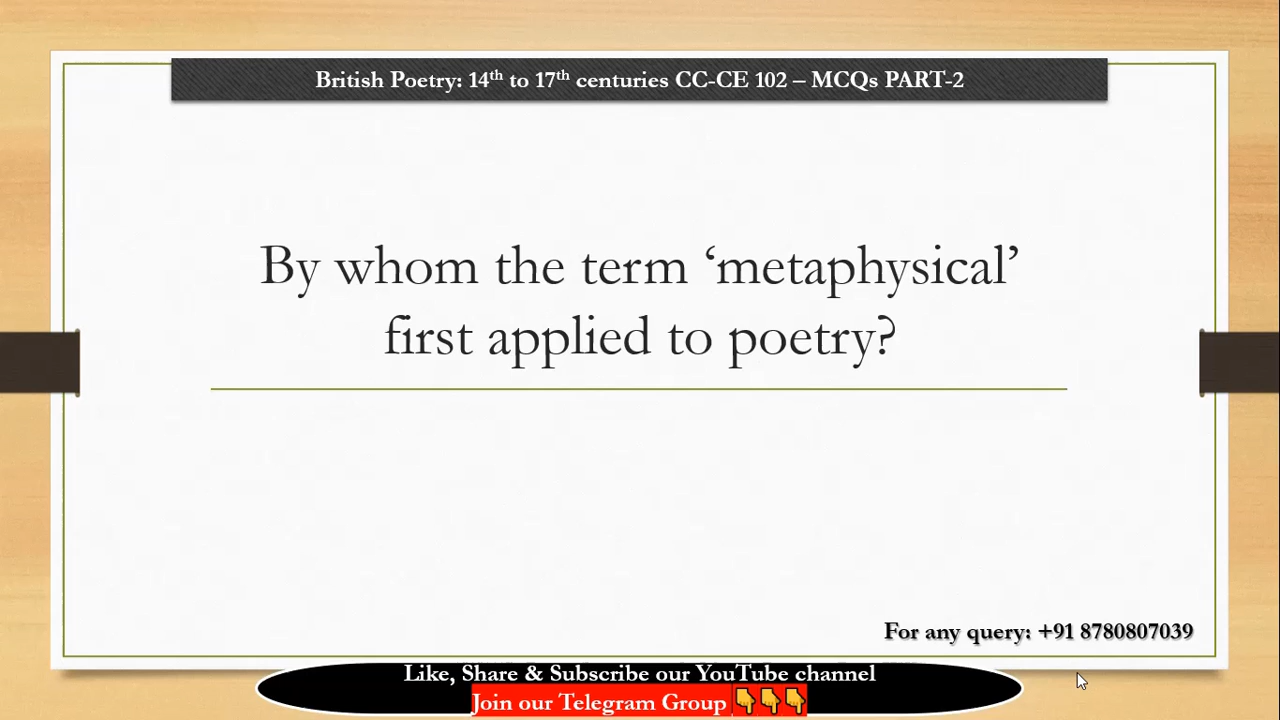 British Poetry: 14th to 17th centuries CC-CE 102 – MCQs PART-2
By whom the term ‘metaphysical’
first applied to poetry?
For any query: +91 8780807039
Like, Share & Subscribe our YouTube channel
Join our Telegram Group 👇👇👇